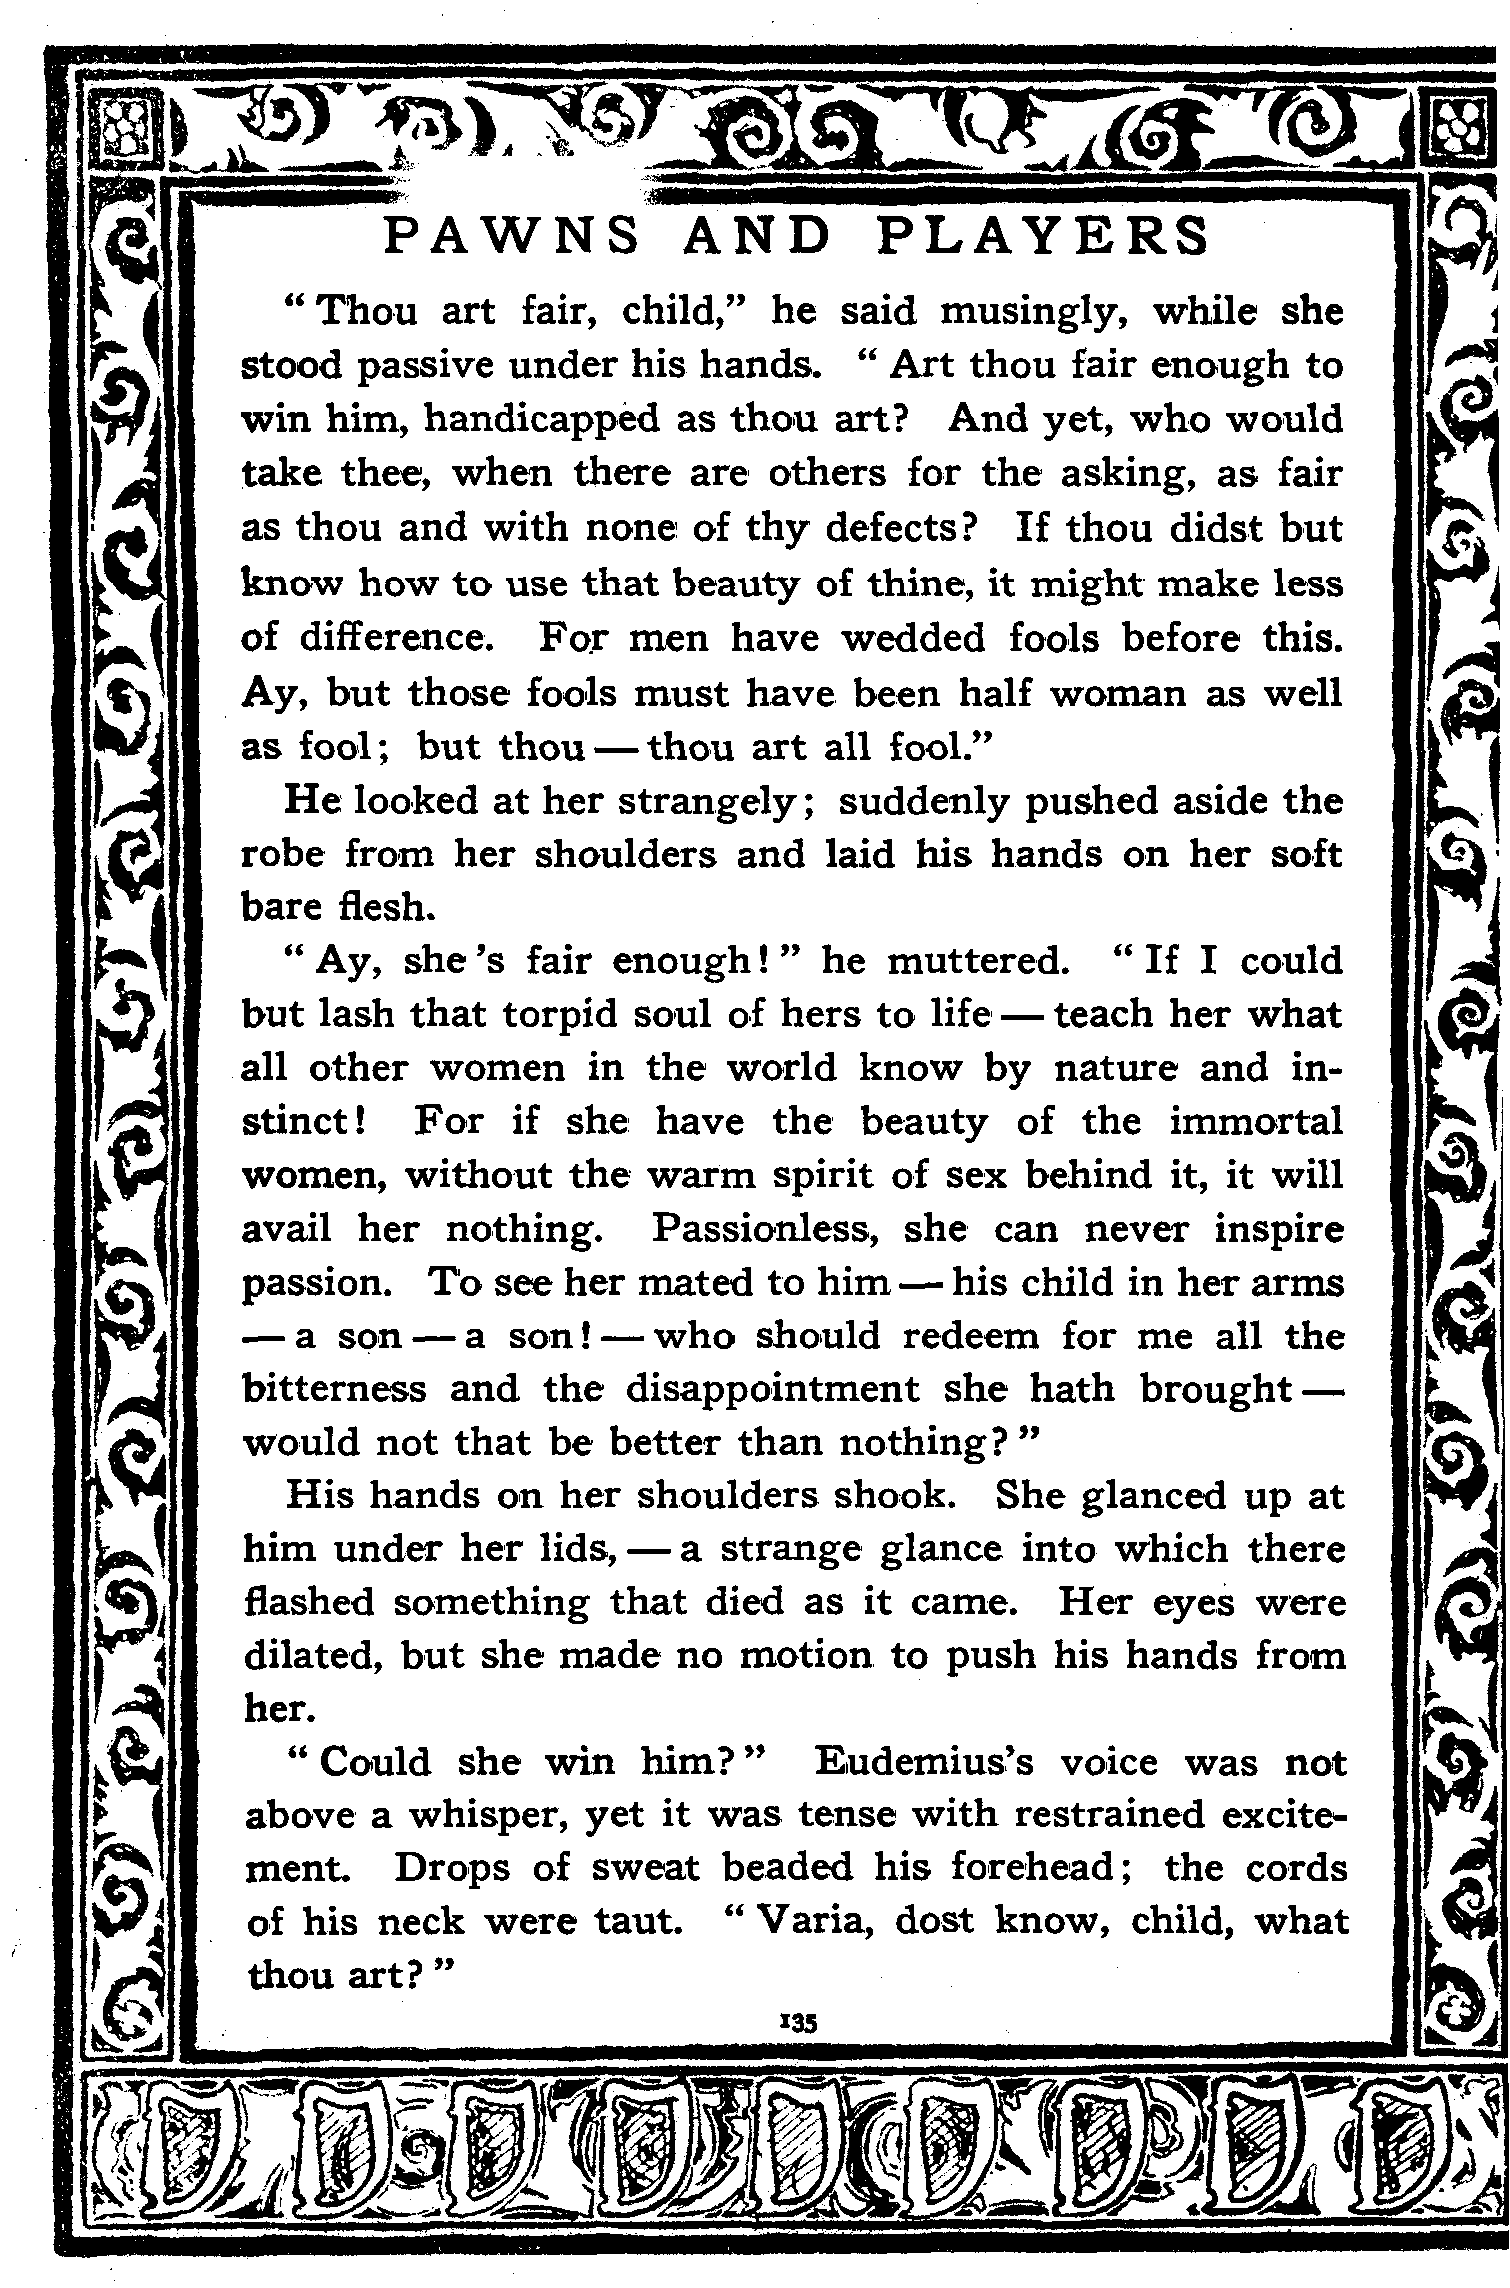 PAWNS AND PLAYERS
“Thou art fair, child,” he said musingly, while she
stood passive under his hands. “Art thou fair enough to
win him, handicapped as thou art? And yet, who would
take thee, when there are others for the asking, as fair
as thou and with none of thy defects? If thou didst but
know how to use that beauty of thine, it might make less
of difference. For men have wedded fools before this.
Ay, but those fools must have been half woman as well
as fool; but thou — thou art all fool.”
He looked at her strangely; suddenly pushed aside the
robe from her shoulders and laid his hands on her soft
bare flesh.
“Ay, she’s fair enough!” he muttered. “If I could
but lash that torpid soul of hers to life — teach her what
all other women in the world know by nature and in-
stinct! For if she have the beauty of the immortal
women, without the warm spirit of sex behind it, it will
avail her nothing. Passionless, she can never inspire
passion. To see her mated to him — his child in her arms
— a son — a son! — who should redeem for me all the
bitterness and the disappointment she hath brought —
would not that be better than nothing?”
His hands on her shoulders shook. She glanced up at
him under her lids, — a strange glance into which there
flashed something that died as it came. Her eyes were
dilated, but she made no motion to push his hands from
her.
“Could she win him?” Eudemius’s voice was not
above a whisper, yet it was tense with restrained excite-
ment. Drops of sweat beaded his forehead; the cords
of his neck were taut. “Varia, dost know, child, what
thou art?”
135